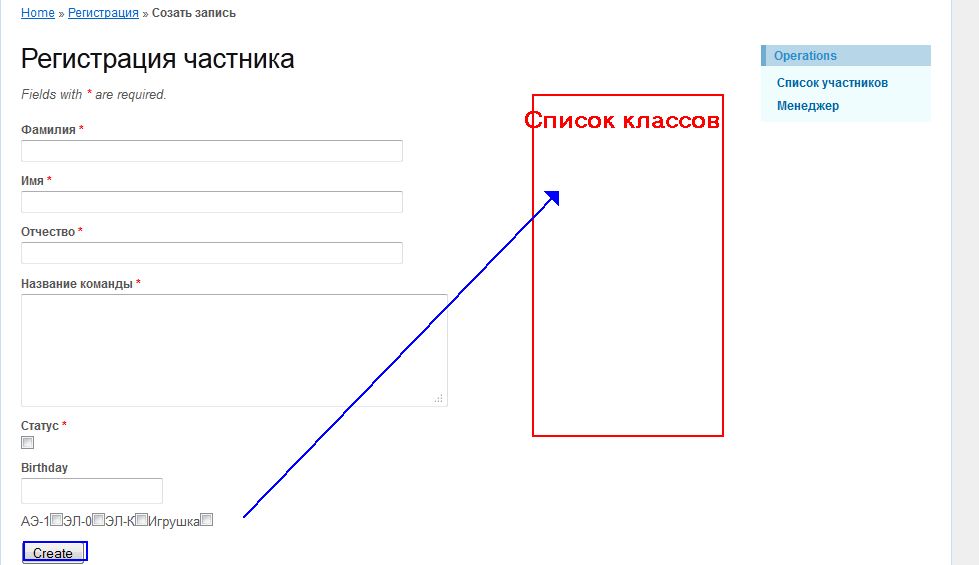 Home » Регистрация » Созать запись
Регистрация частника
Fields with * are required.
Фамилия *
Имя *
Отчество *
Название команды *
Статус *
Birthday
АЭ-1 ЭЛ-0 ЭЛ-К Игрушка
Create
Список классов
Operations
Список участников
Менеджер